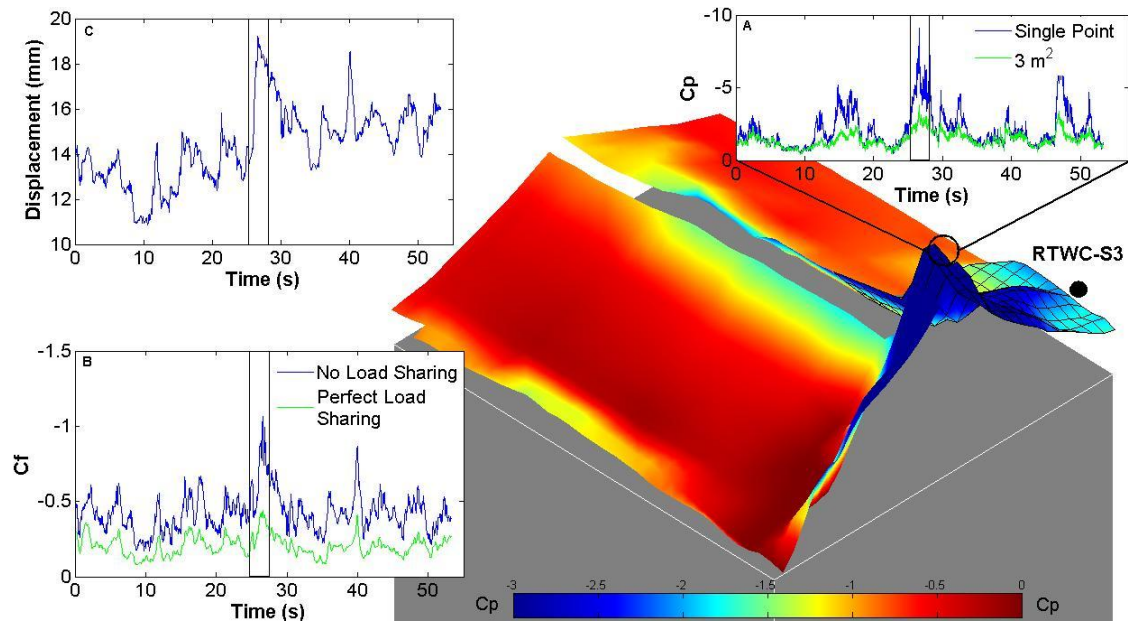 C
20
18
16
14
12
10
Displacement (mm)
0 10 20 30 40 50
Time (s)
A
-10
-5
0
Cp
Single Point
3 m²
0 10 20 30 40 50
Time (s)
RTWC-S3
B
-1.5
-1
-0.5
0
Cf
No Load Sharing
Perfect Load
Sharing
0 10 20 30 40 50
Time (s)
-3 -2.5 -2 -1.5 -1 -0.5 0
Cp Cp